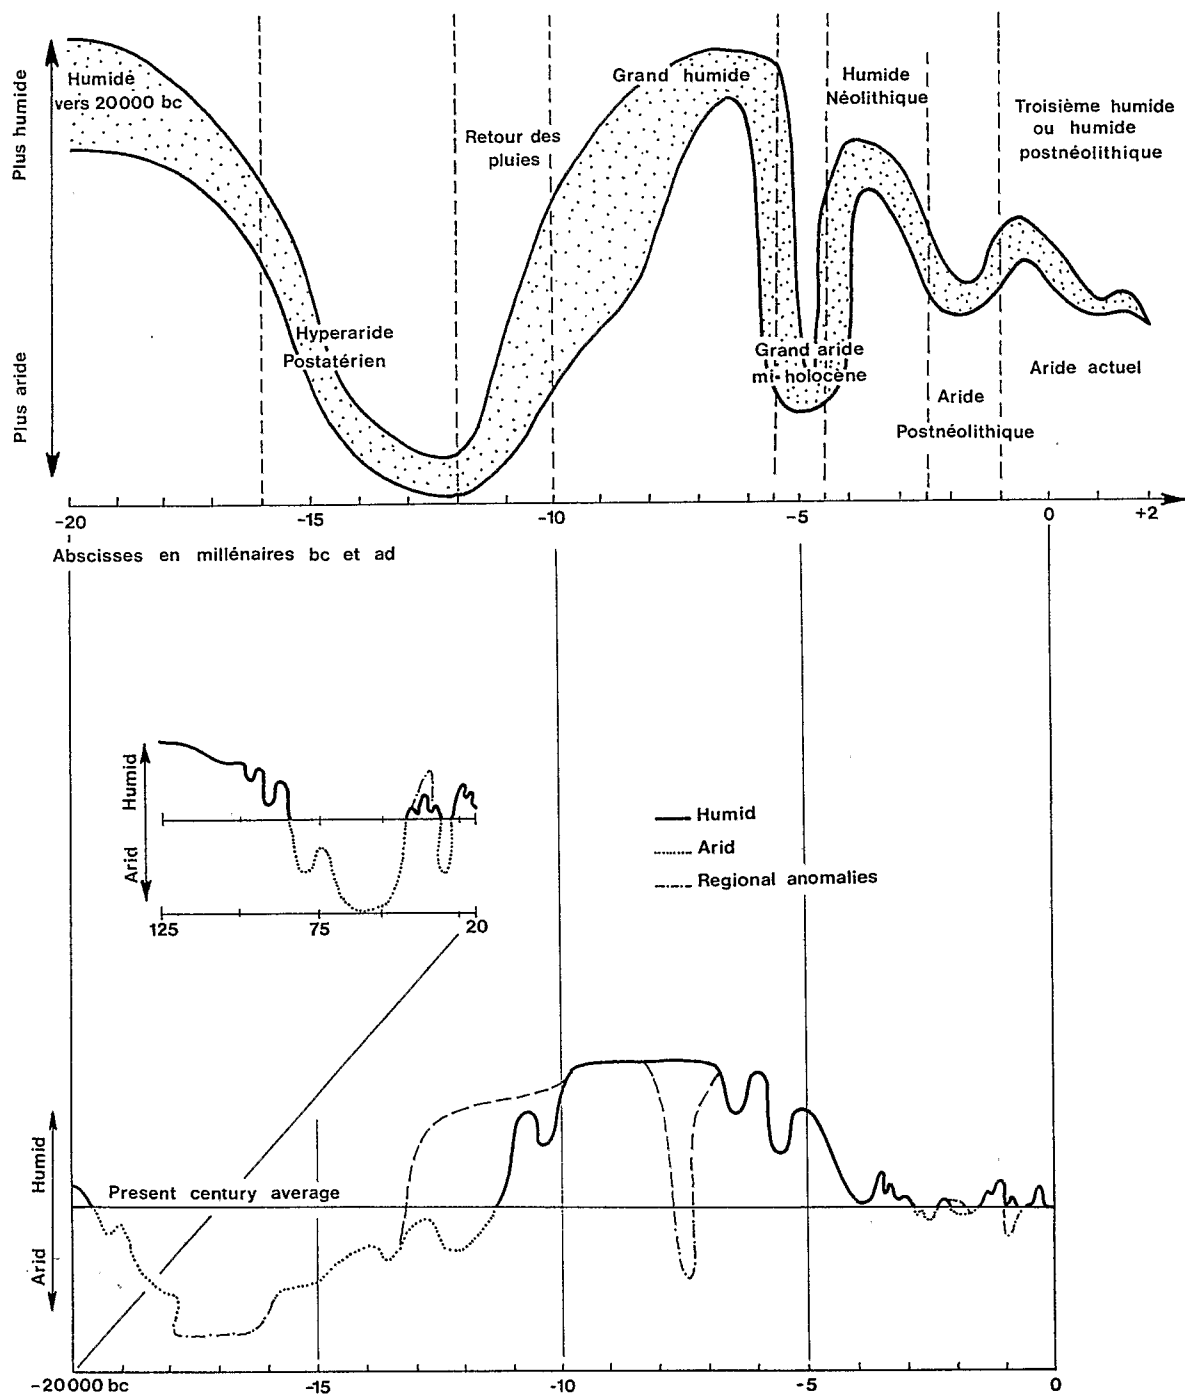 Plus humide
Plus aride
Humide
vers 20000 bc
Hyperaride
Postatérien
Retour des
pluies
Grand humide
Grand aride
mi-holocène
Humide
Néolithique
Aride
Postnéolithique
Troisième humide
ou humide
postnéolithique
Aride actuel
-20
-15
-10
-5
0
+2
Abscisses en millénaires bc et ad
Humid
Arid
125
75
20
Humid
Arid
Regional anomalies
Humid
Arid
Present century average
-20000 bc
-15
-10
-5
0